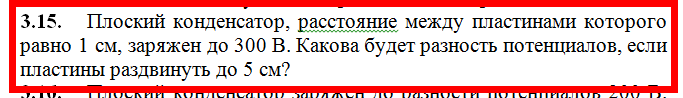 3.15. Плоский конденсатор, расстояние между пластинами которого
равно 1 см, заряжен до 300 В. Какова будет разность потенциалов, если
пластины раздвинуть до 5 см?